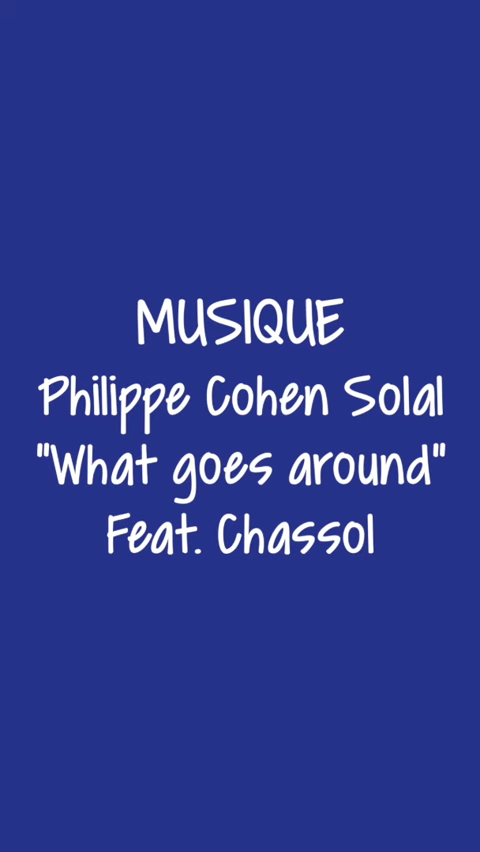 MUSIQUE
Philippe Cohen Solal
"What goes around"
Feat. Chassol